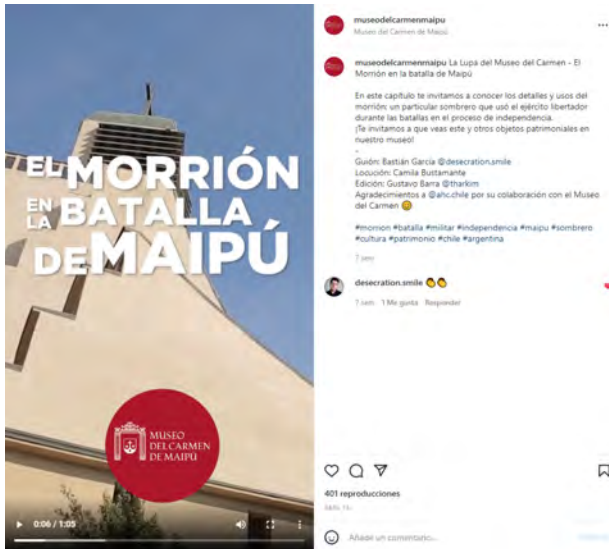 EL MORRIÓN
EN LA BATALLA
DE MAIPÚ
MUSEO
DEL CARMEN
DE MAIPÚ
0:06 / 1:05
museodelcarmenmaipu
Museo del Carmen de Maipú
museodelcarmenmaipu La Lupa del Museo del Carmen - El
Morrión en la batalla de Maipú
En este capítulo te invitamos a conocer los detalles y usos del
morrión: un particular sombrero que usó el ejército libertador
durante las batallas en el proceso de independencia.
¡Te invitamos a que veas este y otros objetos patrimoniales en
nuestro museo!
-
Guión: Bastián García @desecration.smile
Locución: Camila Bustamante
Edición: Gustavo Barra @tharkim
Agradecimientos a @ahc.chile por su colaboración con el Museo
del Carmen
#morrion #batalla #militar #independencia #maipu #sombrero
#cultura #patrimonio #chile #argentina
desecration.smile
1 Me gusta Responder
401 reproducciones
Añade un comentario...